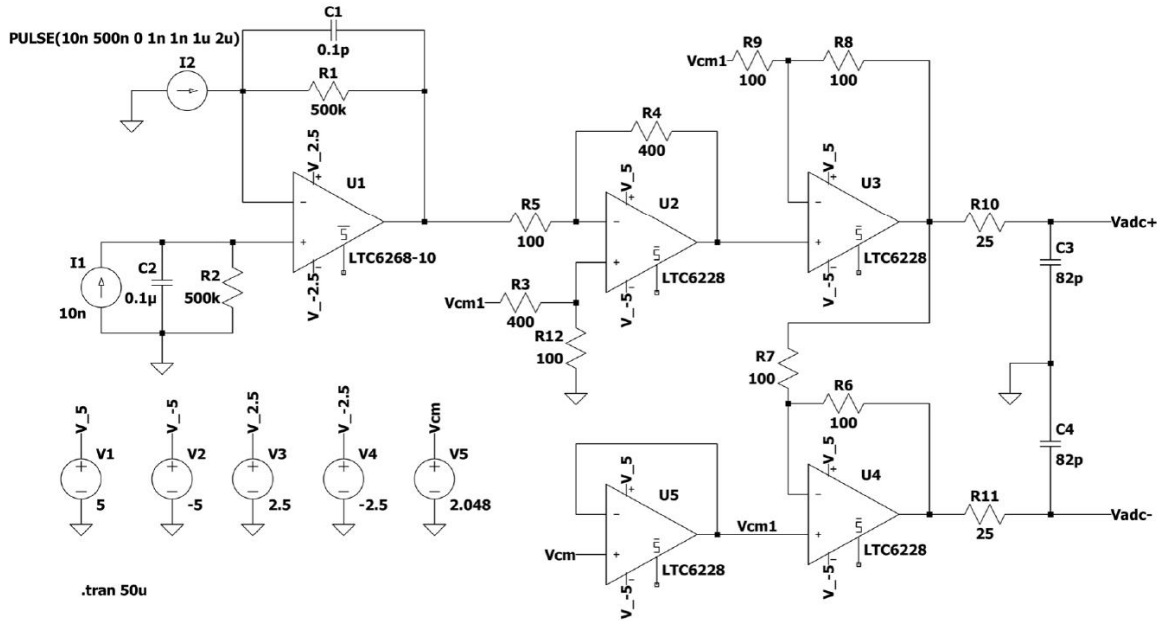 C1
PULSE(10n 500n 0 1n 1n 1u 2u)
0.1p
I2
R1
500k
V_2.5
U1
LTC6268-10
V_-2.5
I1
10n
C2
0.1µ
R2
500k
R5
100
R4
400
V_5
U2
LTC6228
V_-5
Vcm1
R3
400
R12
100
Vcm1
R9
100
R8
100
V_5
U3
LTC6228
V_-5
R10
25
Vadc+
C3
82p
R7
100
R6
100
C4
82p
V_5
U4
LTC6228
V_-5
R11
25
Vadc-
V_5
U5
Vcm1
Vcm
LTC6228
V_-5
V_5
V1
5
V_-5
V2
-5
V_2.5
V3
2.5
V_-2.5
V4
-2.5
Vcm
V5
2.048
.tran 50u